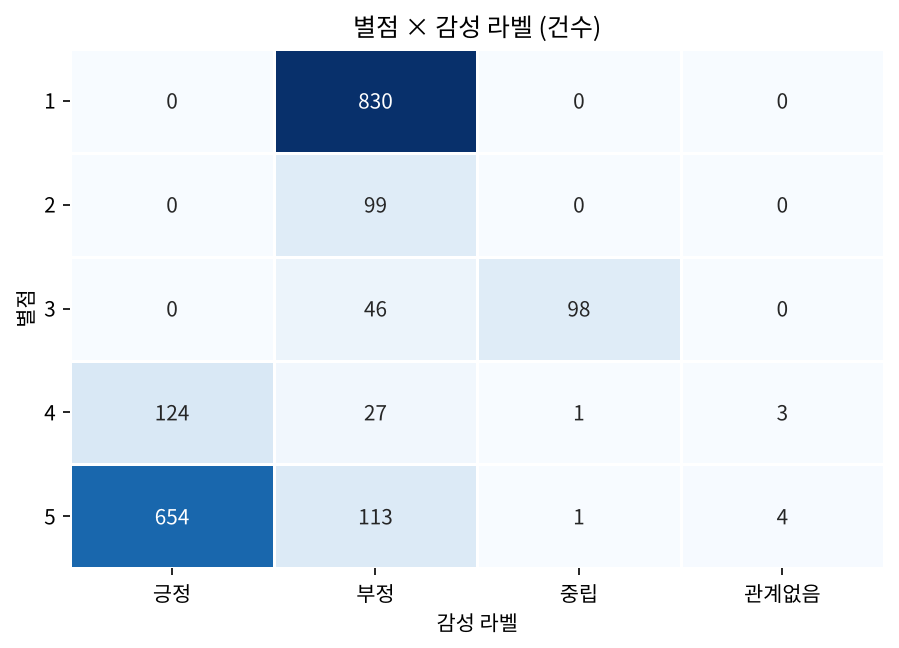 별점 × 감성 라벨 (건수)
별점
1 0 830 0 0
2 0 99 0 0
3 0 46 98 0
4 124 27 1 3
5 654 113 1 4
긍정 부정 중립 관계없음
감성 라벨